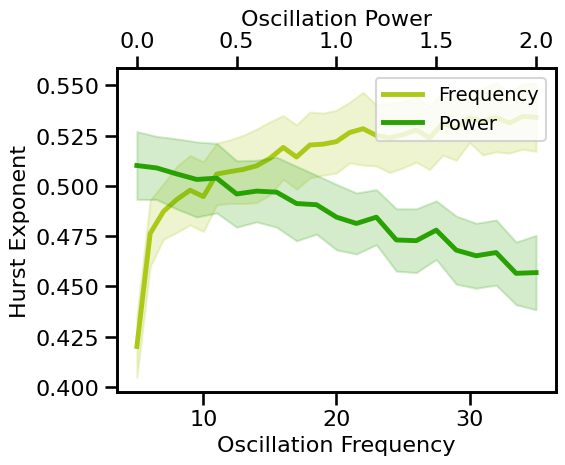 Oscillation Power
0.0 0.5 1.0 1.5 2.0
Frequency
Power
0.550
0.525
0.500
0.475
0.450
0.425
0.400
Hurst Exponent
10 20 30
Oscillation Frequency